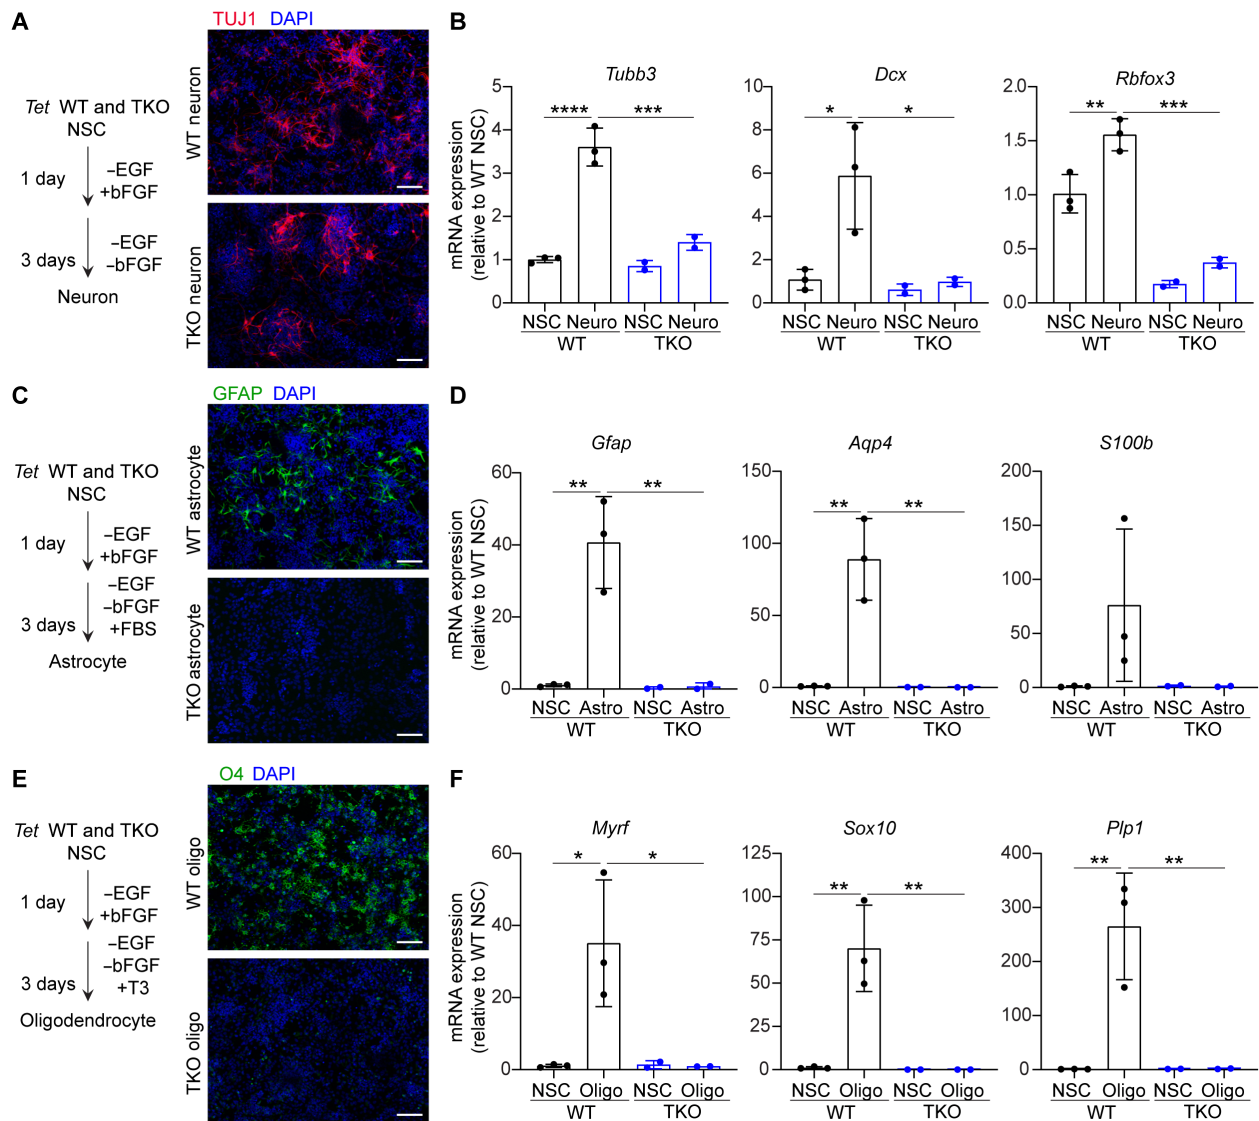 A
TUJ1 DAPI
Tet WT and TKO
NSC
1 day
–EGF
+bFGF
3 days
–EGF
–bFGF
Neuron
WT neuron
TKO neuron
B
mRNA expression
(relative to WT NSC)
Tubb3
5
4
3
2
1
0
**** ***
NSC Neuro NSC Neuro
WT TKO
Dcx
10
8
6
4
2
0
* *
NSC Neuro NSC Neuro
WT TKO
Rbfox3
2.0
1.5
1.0
0.5
0.0
** ***
NSC Neuro NSC Neuro
WT TKO
C
GFAP DAPI
Tet WT and TKO
NSC
1 day
–EGF
+bFGF
3 days
–EGF
–bFGF
+FBS
Astrocyte
WT astrocyte
TKO astrocyte
D
mRNA expression
(relative to WT NSC)
Gfap
60
40
20
0
** **
NSC Astro NSC Astro
WT TKO
Aqp4
150
100
50
0
** **
NSC Astro NSC Astro
WT TKO
S100b
200
150
100
50
0
NSC Astro NSC Astro
WT TKO
E
O4 DAPI
Tet WT and TKO
NSC
1 day
–EGF
+bFGF
3 days
–EGF
–bFGF
+T3
Oligodendrocyte
WT oligo
TKO oligo
F
mRNA expression
(relative to WT NSC)
Myrf
60
40
20
0
* *
NSC Oligo NSC Oligo
WT TKO
Sox10
125
100
75
50
25
0
** **
NSC Oligo NSC Oligo
WT TKO
Plp1
400
300
200
100
0
** **
NSC Oligo NSC Oligo
WT TKO